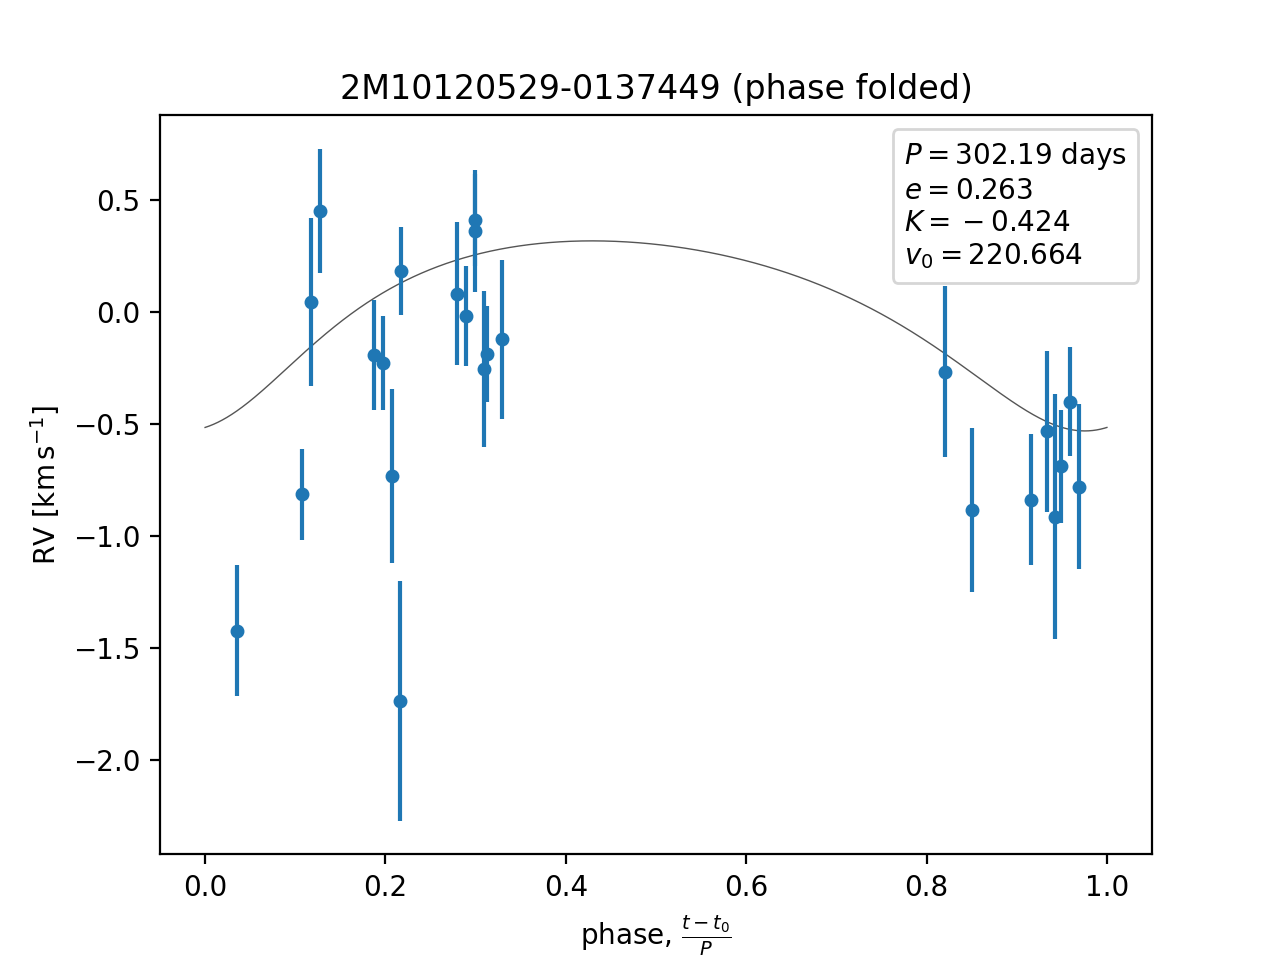 2M10120529-0137449 (phase folded)
P = 302.19 days
e = 0.263
K = −0.424
v₀ = 220.664
0.5
0.0
−0.5
−1.0
−1.5
−2.0
RV [km s⁻¹]
0.0 0.2 0.4 0.6 0.8 1.0
phase, (t − t₀)/P